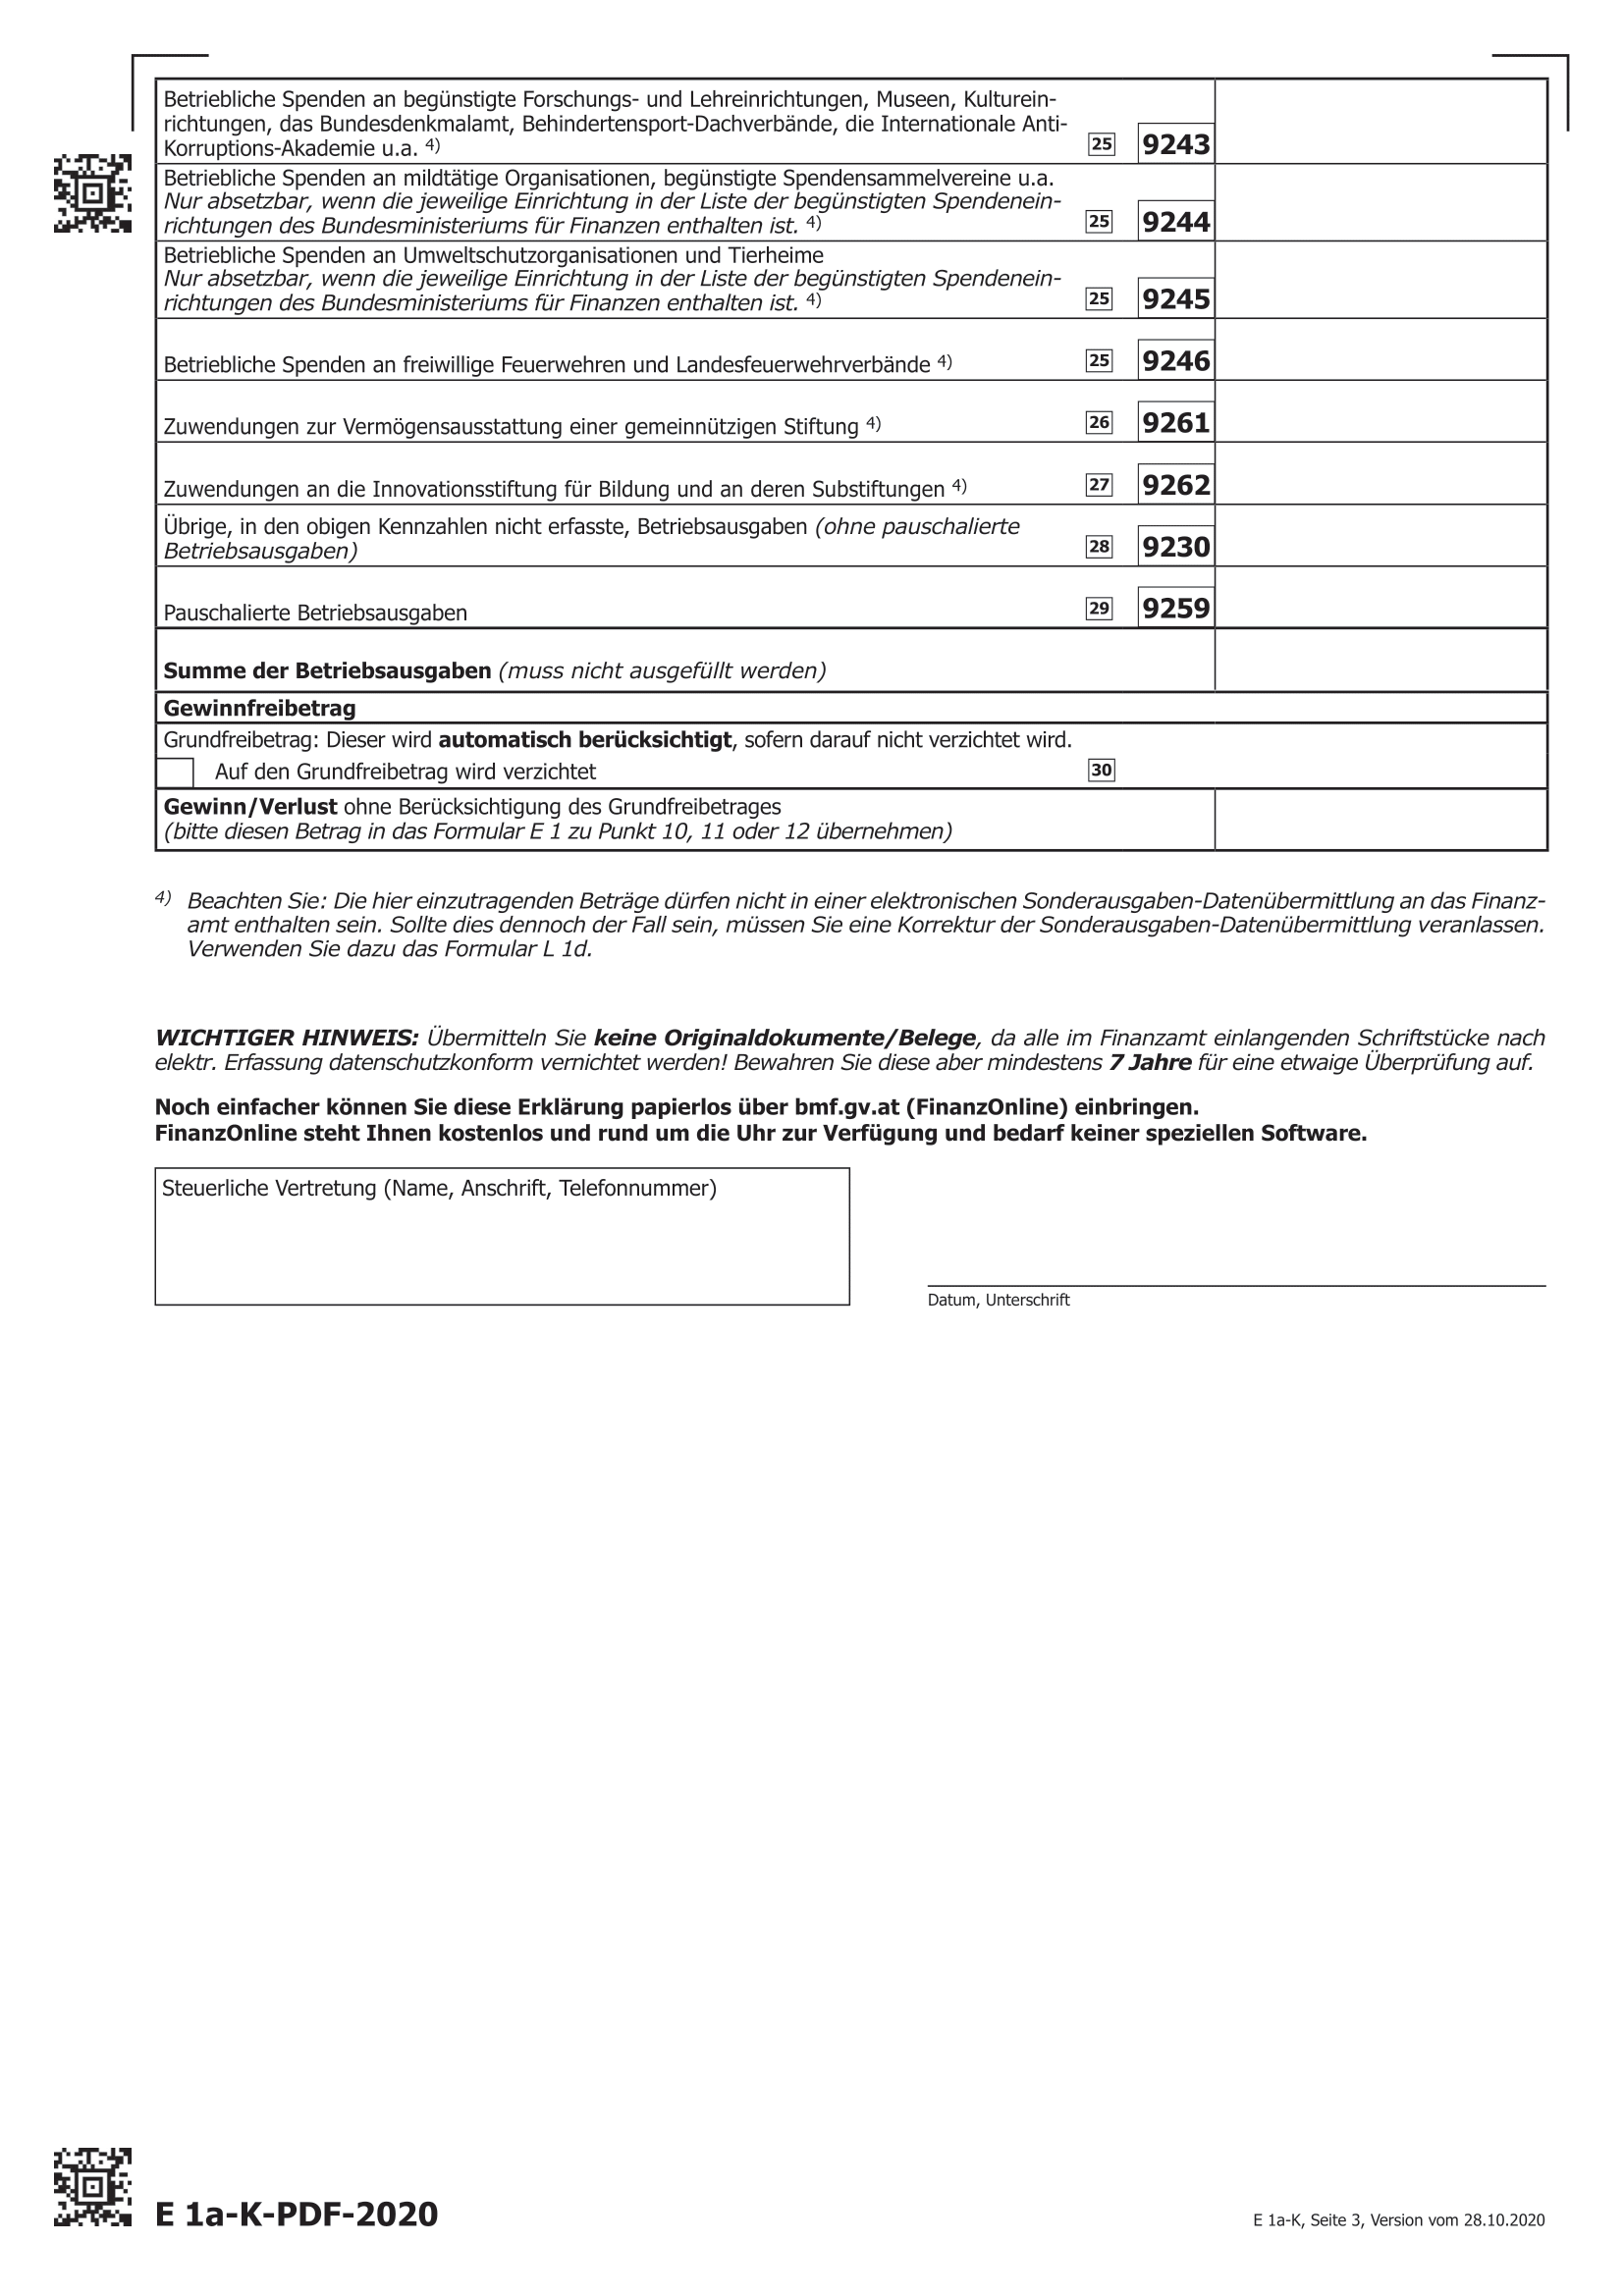 Betriebliche Spenden an begünstigte Forschungs- und Lehreinrichtungen, Museen, Kulturein-
richtungen, das Bundesdenkmalamt, Behindertensport-Dachverbände, die Internationale Anti-
Korruptions-Akademie u.a. 4) 25 9243
Betriebliche Spenden an mildtätige Organisationen, begünstigte Spendensammelvereine u.a.
Nur absetzbar, wenn die jeweilige Einrichtung in der Liste der begünstigten Spendenein-
richtungen des Bundesministeriums für Finanzen enthalten ist. 4) 25 9244
Betriebliche Spenden an Umweltschutzorganisationen und Tierheime
Nur absetzbar, wenn die jeweilige Einrichtung in der Liste der begünstigten Spendenein-
richtungen des Bundesministeriums für Finanzen enthalten ist. 4) 25 9245
Betriebliche Spenden an freiwillige Feuerwehren und Landesfeuerwehrverbände 4) 25 9246
Zuwendungen zur Vermögensausstattung einer gemeinnützigen Stiftung 4) 26 9261
Zuwendungen an die Innovationsstiftung für Bildung und an deren Substiftungen 4) 27 9262
Übrige, in den obigen Kennzahlen nicht erfasste, Betriebsausgaben (ohne pauschalierte
Betriebsausgaben) 28 9230
Pauschalierte Betriebsausgaben 29 9259
Summe der Betriebsausgaben (muss nicht ausgefüllt werden)
Gewinnfreibetrag
Grundfreibetrag: Dieser wird automatisch berücksichtigt, sofern darauf nicht verzichtet wird.
Auf den Grundfreibetrag wird verzichtet 30
Gewinn/Verlust ohne Berücksichtigung des Grundfreibetrages
(bitte diesen Betrag in das Formular E 1 zu Punkt 10, 11 oder 12 übernehmen)
4) Beachten Sie: Die hier einzutragenden Beträge dürfen nicht in einer elektronischen Sonderausgaben-Datenübermittlung an das Finanz-
amt enthalten sein. Sollte dies dennoch der Fall sein, müssen Sie eine Korrektur der Sonderausgaben-Datenübermittlung veranlassen.
Verwenden Sie dazu das Formular L 1d.
WICHTIGER HINWEIS: Übermitteln Sie keine Originaldokumente/Belege, da alle im Finanzamt einlangenden Schriftstücke nach
elektr. Erfassung datenschutzkonform vernichtet werden! Bewahren Sie diese aber mindestens 7 Jahre für eine etwaige Überprüfung auf.
Noch einfacher können Sie diese Erklärung papierlos über bmf.gv.at (FinanzOnline) einbringen.
FinanzOnline steht Ihnen kostenlos und rund um die Uhr zur Verfügung und bedarf keiner speziellen Software.
Steuerliche Vertretung (Name, Anschrift, Telefonnummer)
Datum, Unterschrift
E 1a-K-PDF-2020
E 1a-K, Seite 3, Version vom 28.10.2020